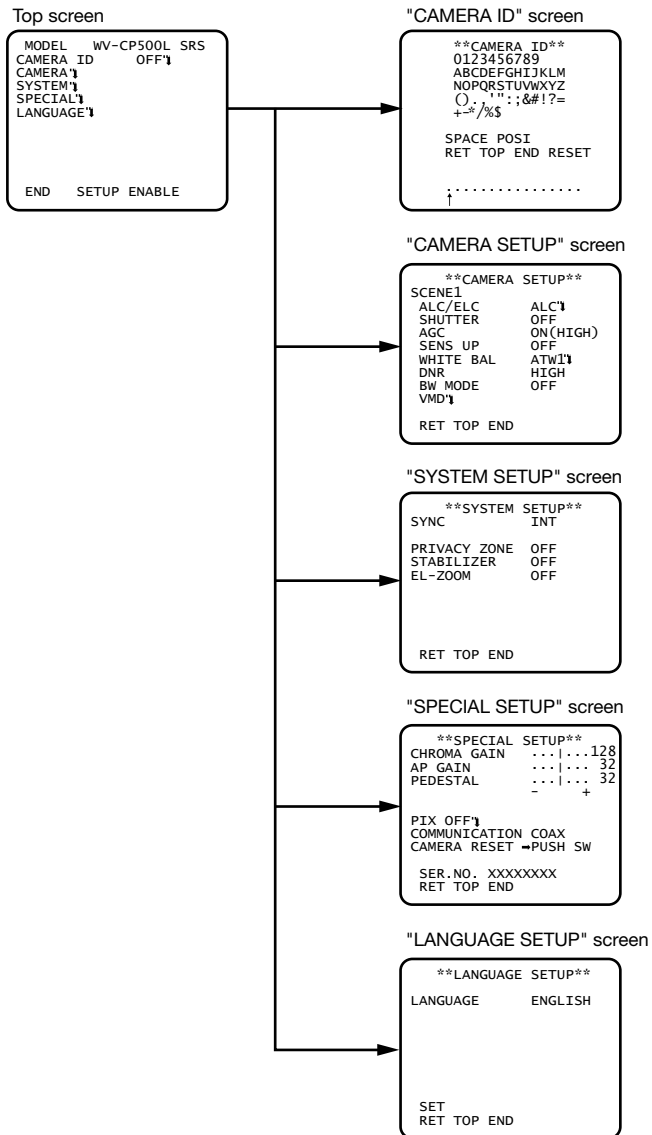 Top screen
MODEL WV-CP500L SRS
CAMERA ID OFF
CAMERA
SYSTEM
SPECIAL
LANGUAGE
END SETUP ENABLE
"CAMERA ID" screen
**CAMERA ID**
0123456789
ABCDEFGHIJKLM
NOPQRSTUVWXYZ
().,'":;&#!?=
+-*/%$
SPACE POSI
RET TOP END RESET
................
↑
"CAMERA SETUP" screen
**CAMERA SETUP**
SCENE1
ALC/ELC ALC
SHUTTER OFF
AGC ON(HIGH)
SENS UP OFF
WHITE BAL ATW1
DNR HIGH
BW MODE OFF
VMD
RET TOP END
"SYSTEM SETUP" screen
**SYSTEM SETUP**
SYNC INT
PRIVACY ZONE OFF
STABILIZER OFF
EL-ZOOM OFF
RET TOP END
"SPECIAL SETUP" screen
**SPECIAL SETUP**
CHROMA GAIN ...|...128
AP GAIN ...|... 32
PEDESTAL ...|... 32
- +
PIX OFF
COMMUNICATION COAX
CAMERA RESET →PUSH SW
SER.NO. XXXXXXXX
RET TOP END
"LANGUAGE SETUP" screen
**LANGUAGE SETUP**
LANGUAGE ENGLISH
SET
RET TOP END